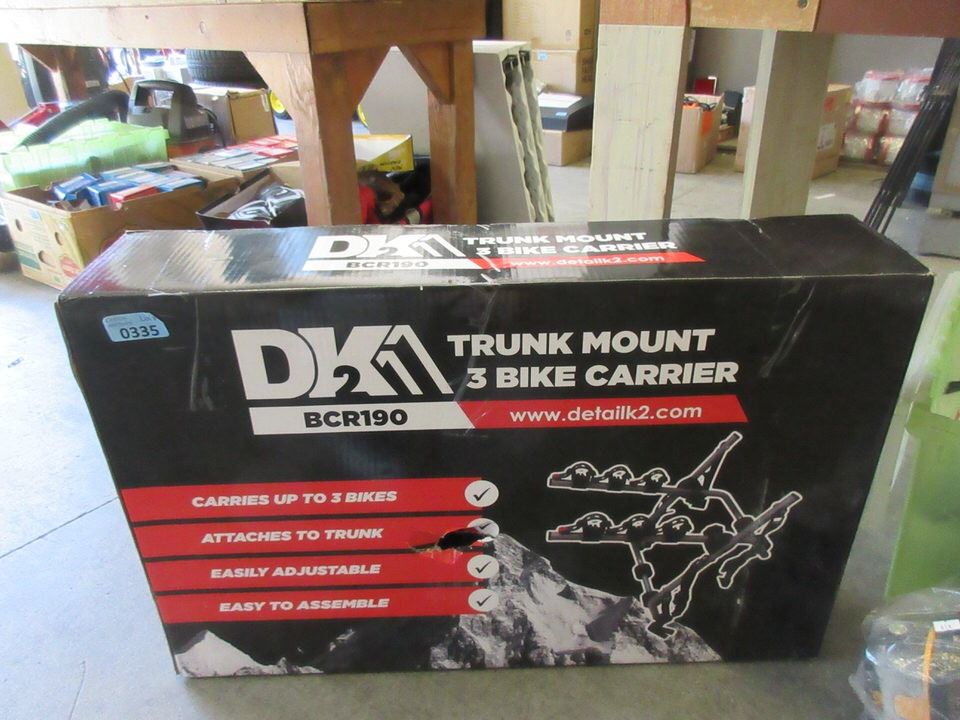 DK2
TRUNK MOUNT
3 BIKE CARRIER
BCR190
www.detailk2.com
0335
DK2
TRUNK MOUNT
3 BIKE CARRIER
BCR190
www.detailk2.com
CARRIES UP TO 3 BIKES
ATTACHES TO TRUNK
EASILY ADJUSTABLE
EASY TO ASSEMBLE